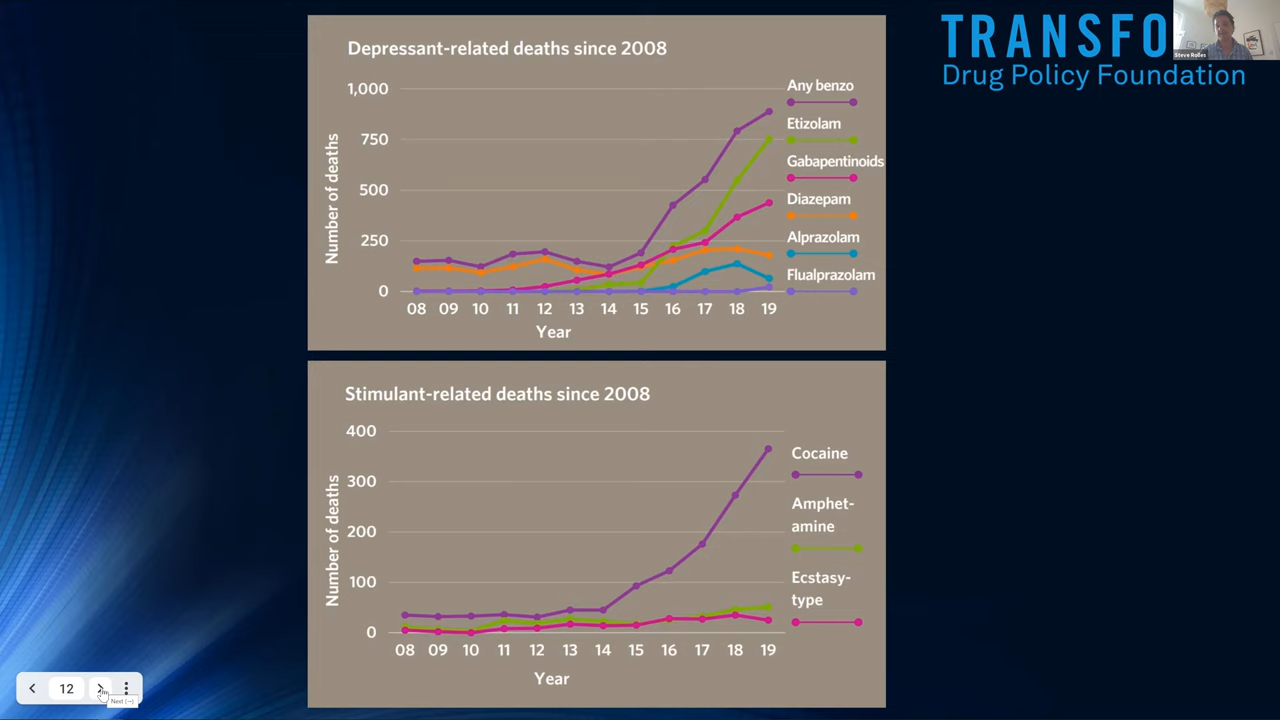 TRANSFO
Drug Policy Foundation
Steve Rolles
Depressant-related deaths since 2008
Number of deaths
1,000
750
500
250
0
08 09 10 11 12 13 14 15 16 17 18 19
Year
Any benzo
Etizolam
Gabapentinoids
Diazepam
Alprazolam
Flualprazolam
Stimulant-related deaths since 2008
Number of deaths
400
300
200
100
0
08 09 10 11 12 13 14 15 16 17 18 19
Year
Cocaine
Amphet-
amine
Ecstasy-
type
12
Next (→)